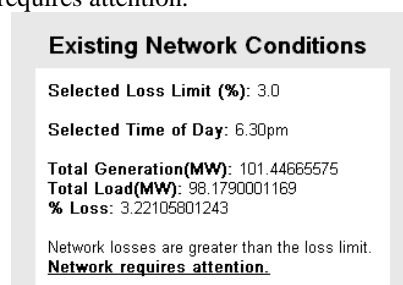 requires attention.
Existing Network Conditions
Selected Loss Limit (%): 3.0
Selected Time of Day: 6.30pm
Total Generation(MW): 101.44665575
Total Load(MW): 98.1790001169
% Loss: 3.22105801243
Network losses are greater than the loss limit.
Network requires attention.